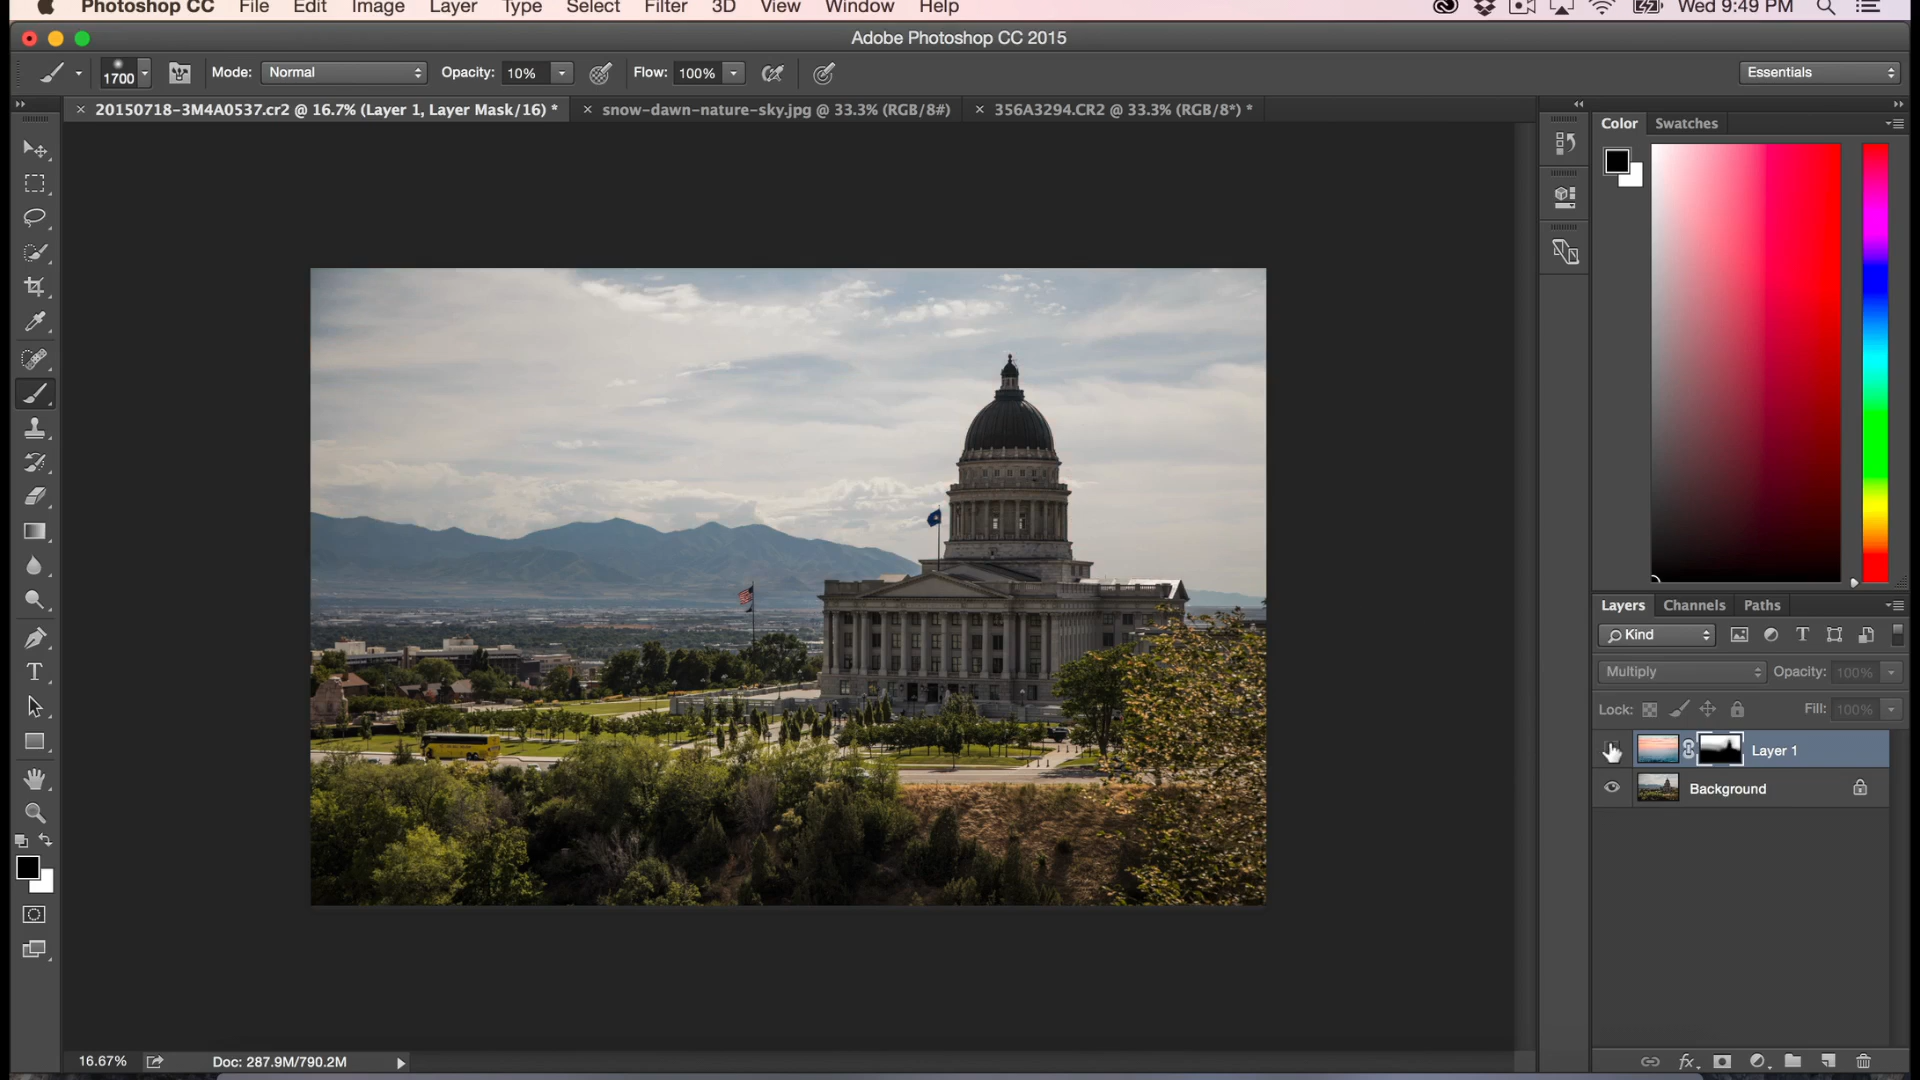 Photoshop CC File Edit Image Layer Type Select Filter 3D View Window Help Wed 9:49 PM
Adobe Photoshop CC 2015
1700 Mode: Normal Opacity: 10% Flow: 100% Essentials
20150718-3M4A0537.cr2 @ 16.7% (Layer 1, Layer Mask/16) * snow-dawn-nature-sky.jpg @ 33.3% (RGB/8#) 356A3294.CR2 @ 33.3% (RGB/8*) *
Color Swatches
Layers Channels Paths
Kind
Multiply Opacity: 100%
Lock: Fill: 100%
Layer 1
Background
16.67% Doc: 287.9M/790.2M